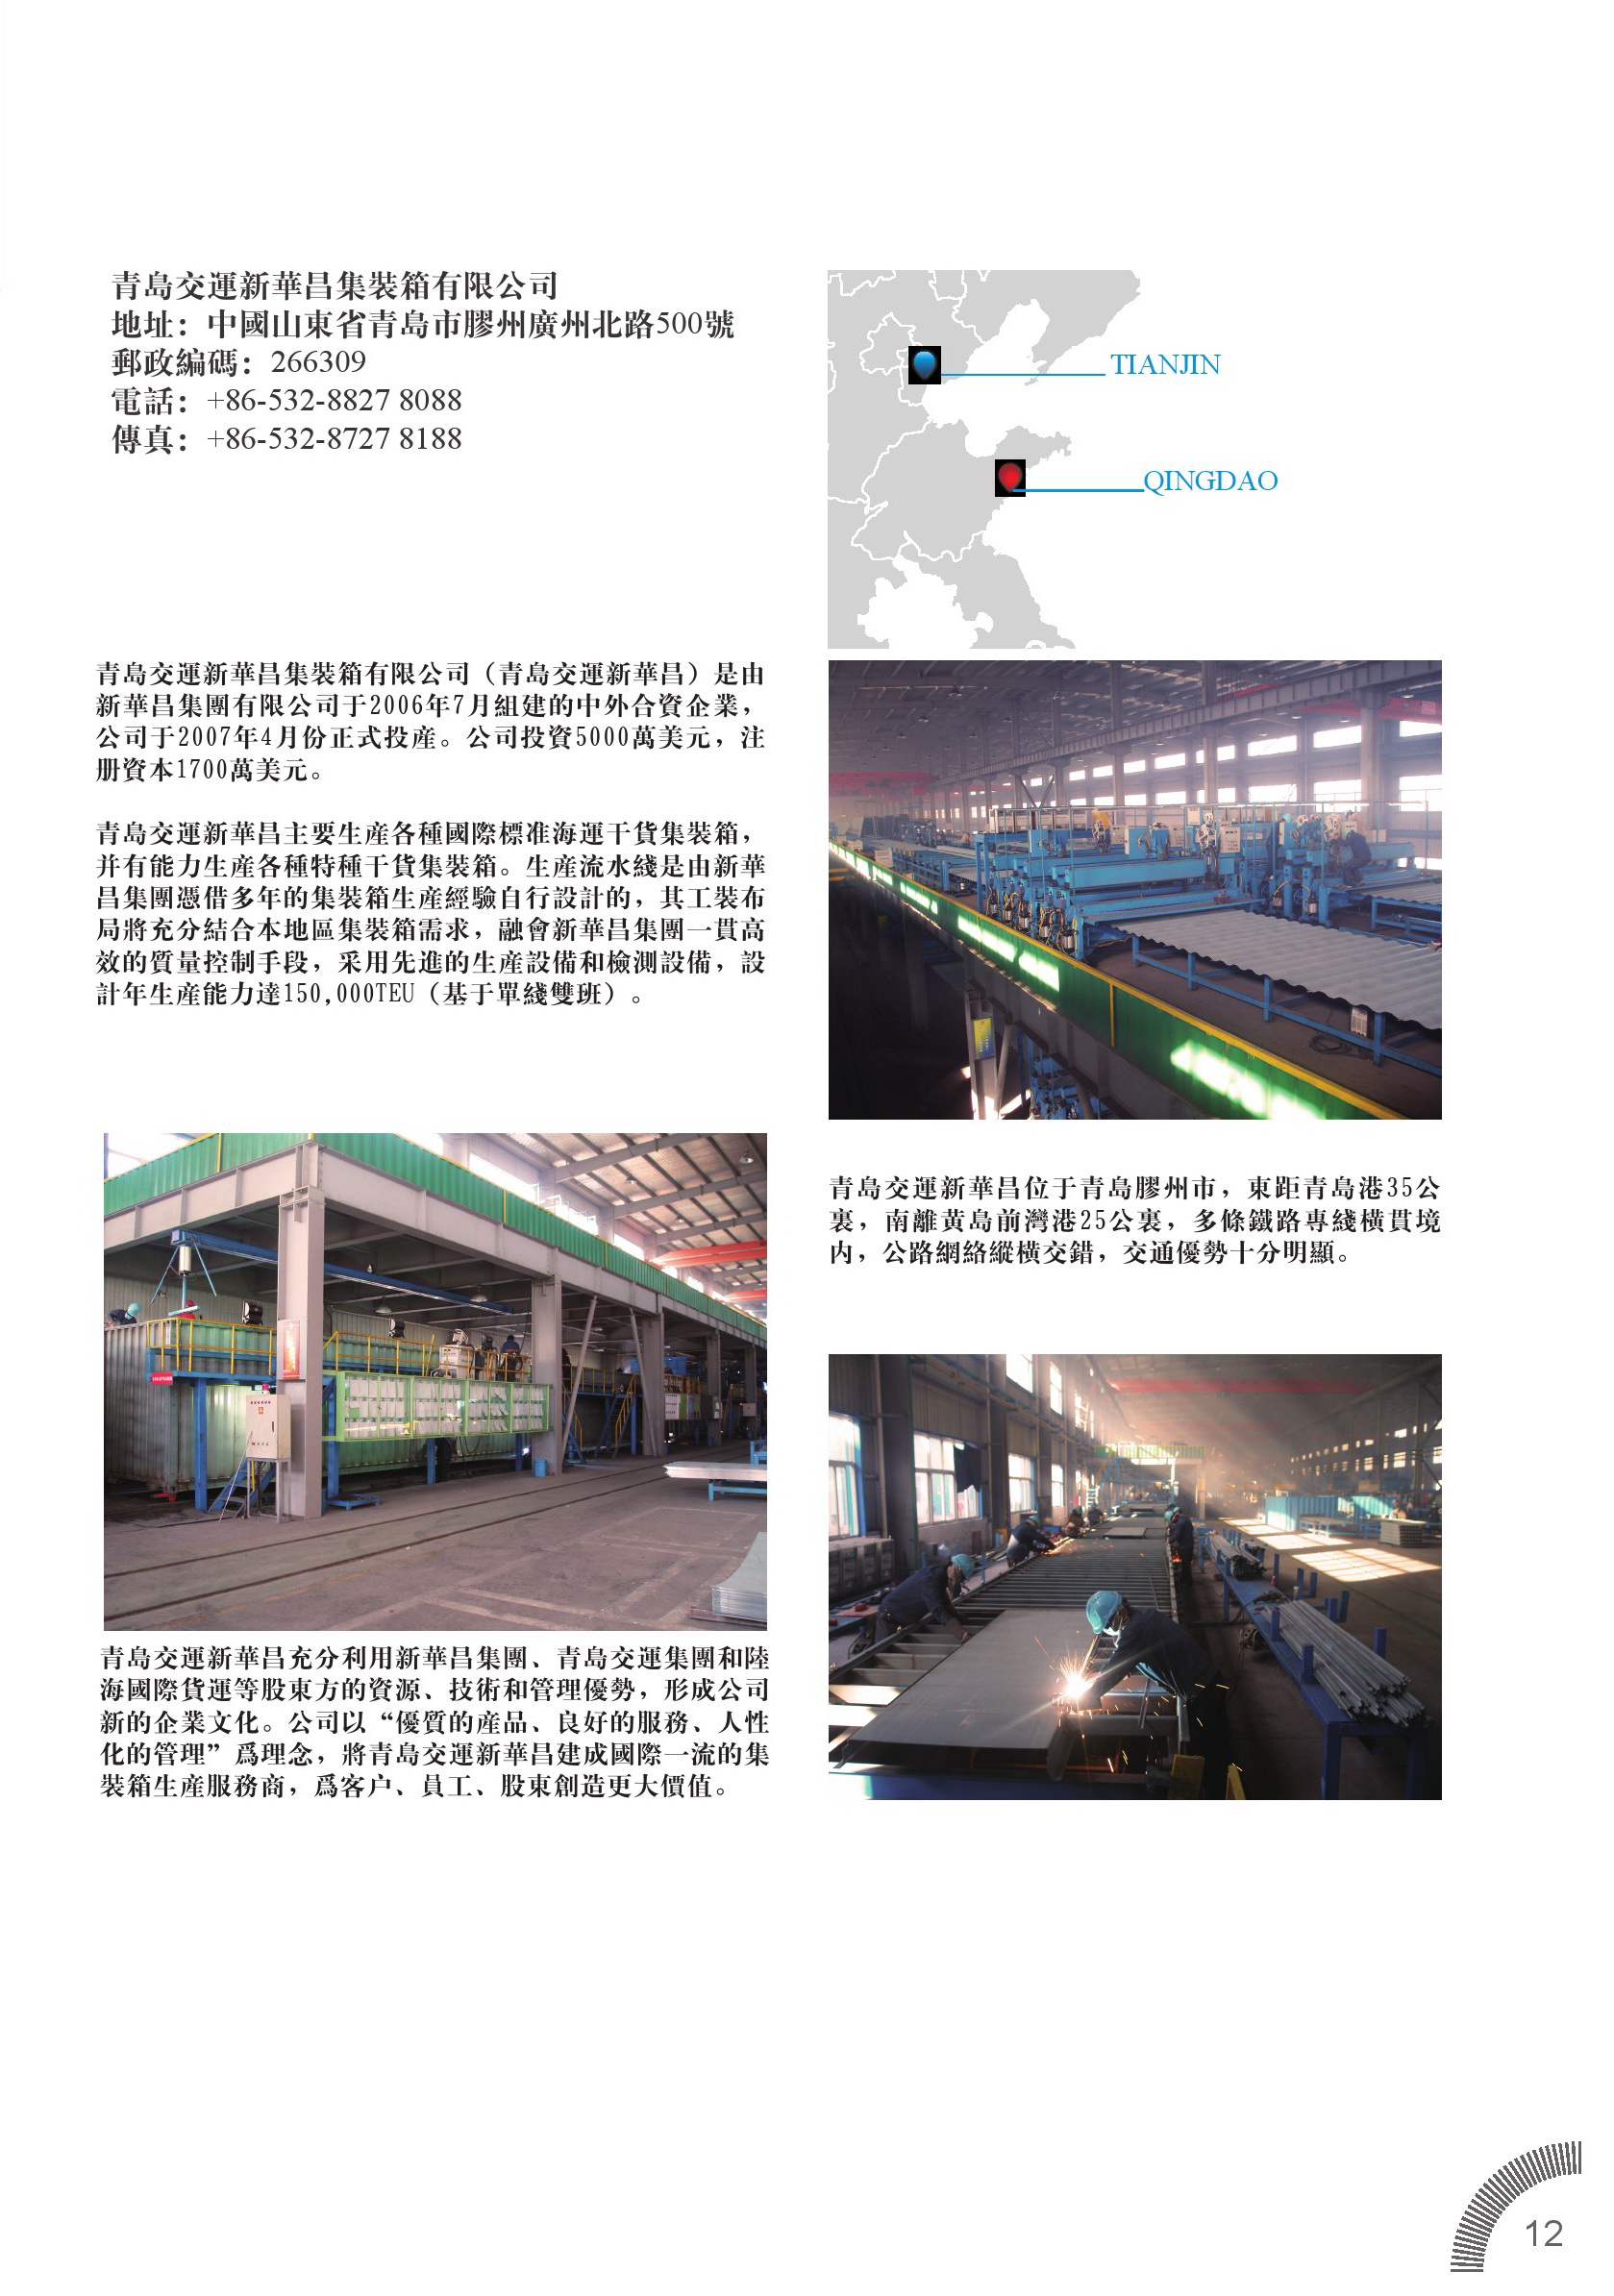 青島交運新華昌集裝箱有限公司
地址：中國山東省青島市膠州廣州北路500號
郵政編碼：266309
電話：+86-532-8827 8088
傳真：+86-532-8727 8188
TIANJIN
QINGDAO
青島交運新華昌集裝箱有限公司（青島交運新華昌）是由
新華昌集團有限公司于2006年7月組建的中外合資企業，
公司于2007年4月份正式投産。公司投資5000萬美元，注
册資本1700萬美元。
青島交運新華昌主要生産各種國際標准海運干貨集裝箱，
并有能力生産各種特種干貨集裝箱。生産流水綫是由新華
昌集團憑借多年的集裝箱生産經驗自行設計的，其工裝布
局將充分結合本地區集裝箱需求，融會新華昌集團一貫高
效的質量控制手段，采用先進的生産設備和檢測設備，設
計年生産能力達150,000TEU（基于單綫雙班）。
青島交運新華昌位于青島膠州市，東距青島港35公
裏，南離黄島前灣港25公裏，多條鐵路專綫橫貫境
内，公路網絡縱橫交錯，交通優勢十分明顯。
青島交運新華昌充分利用新華昌集團、青島交運集團和陸
海國際貨運等股東方的資源、技術和管理優勢，形成公司
新的企業文化。公司以“優質的産品、良好的服務、人性
化的管理”爲理念，將青島交運新華昌建成國際一流的集
裝箱生産服務商，爲客户、員工、股東創造更大價值。
12